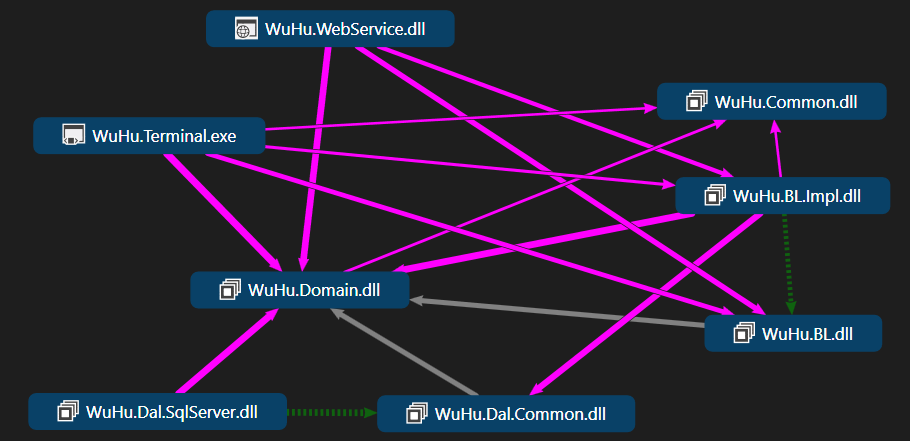 WuHu.WebService.dll
WuHu.Common.dll
WuHu.Terminal.exe
WuHu.BL.Impl.dll
WuHu.Domain.dll
WuHu.BL.dll
WuHu.Dal.SqlServer.dll
WuHu.Dal.Common.dll